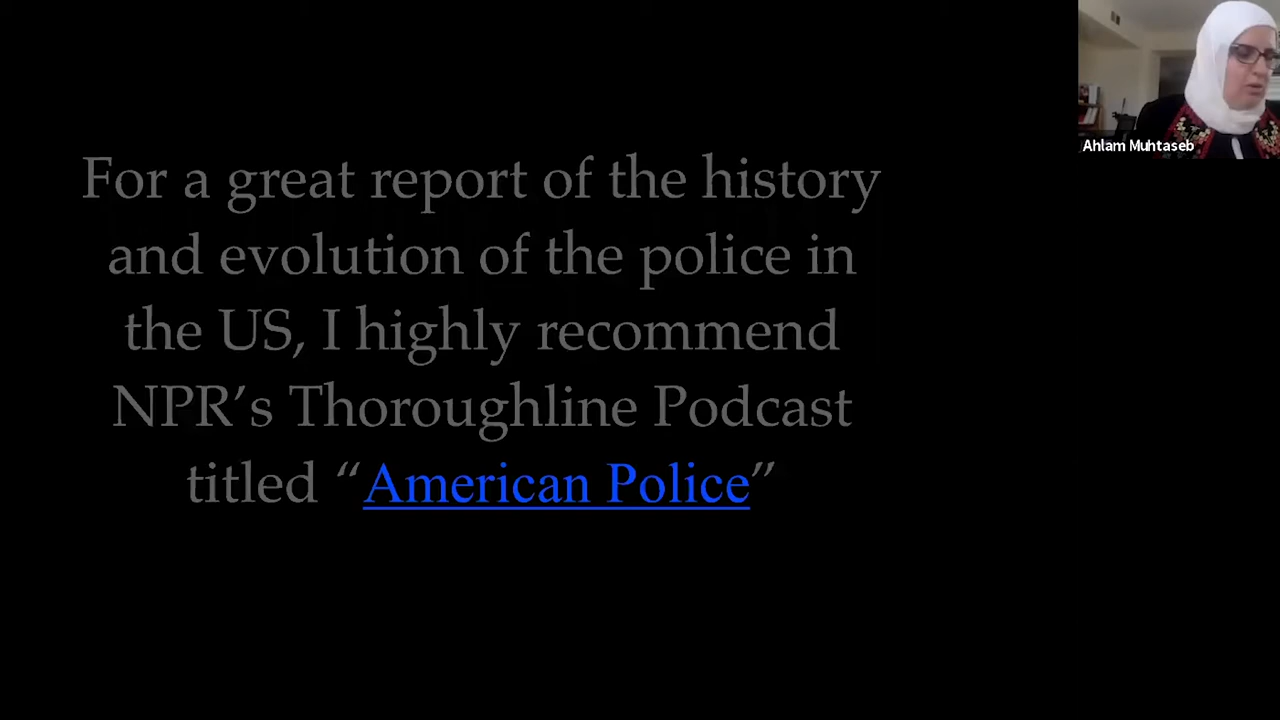 For a great report of the history
and evolution of the police in
the US, I highly recommend
NPR’s Thoroughline Podcast
titled “American Police”
Ahlam Muhtaseb